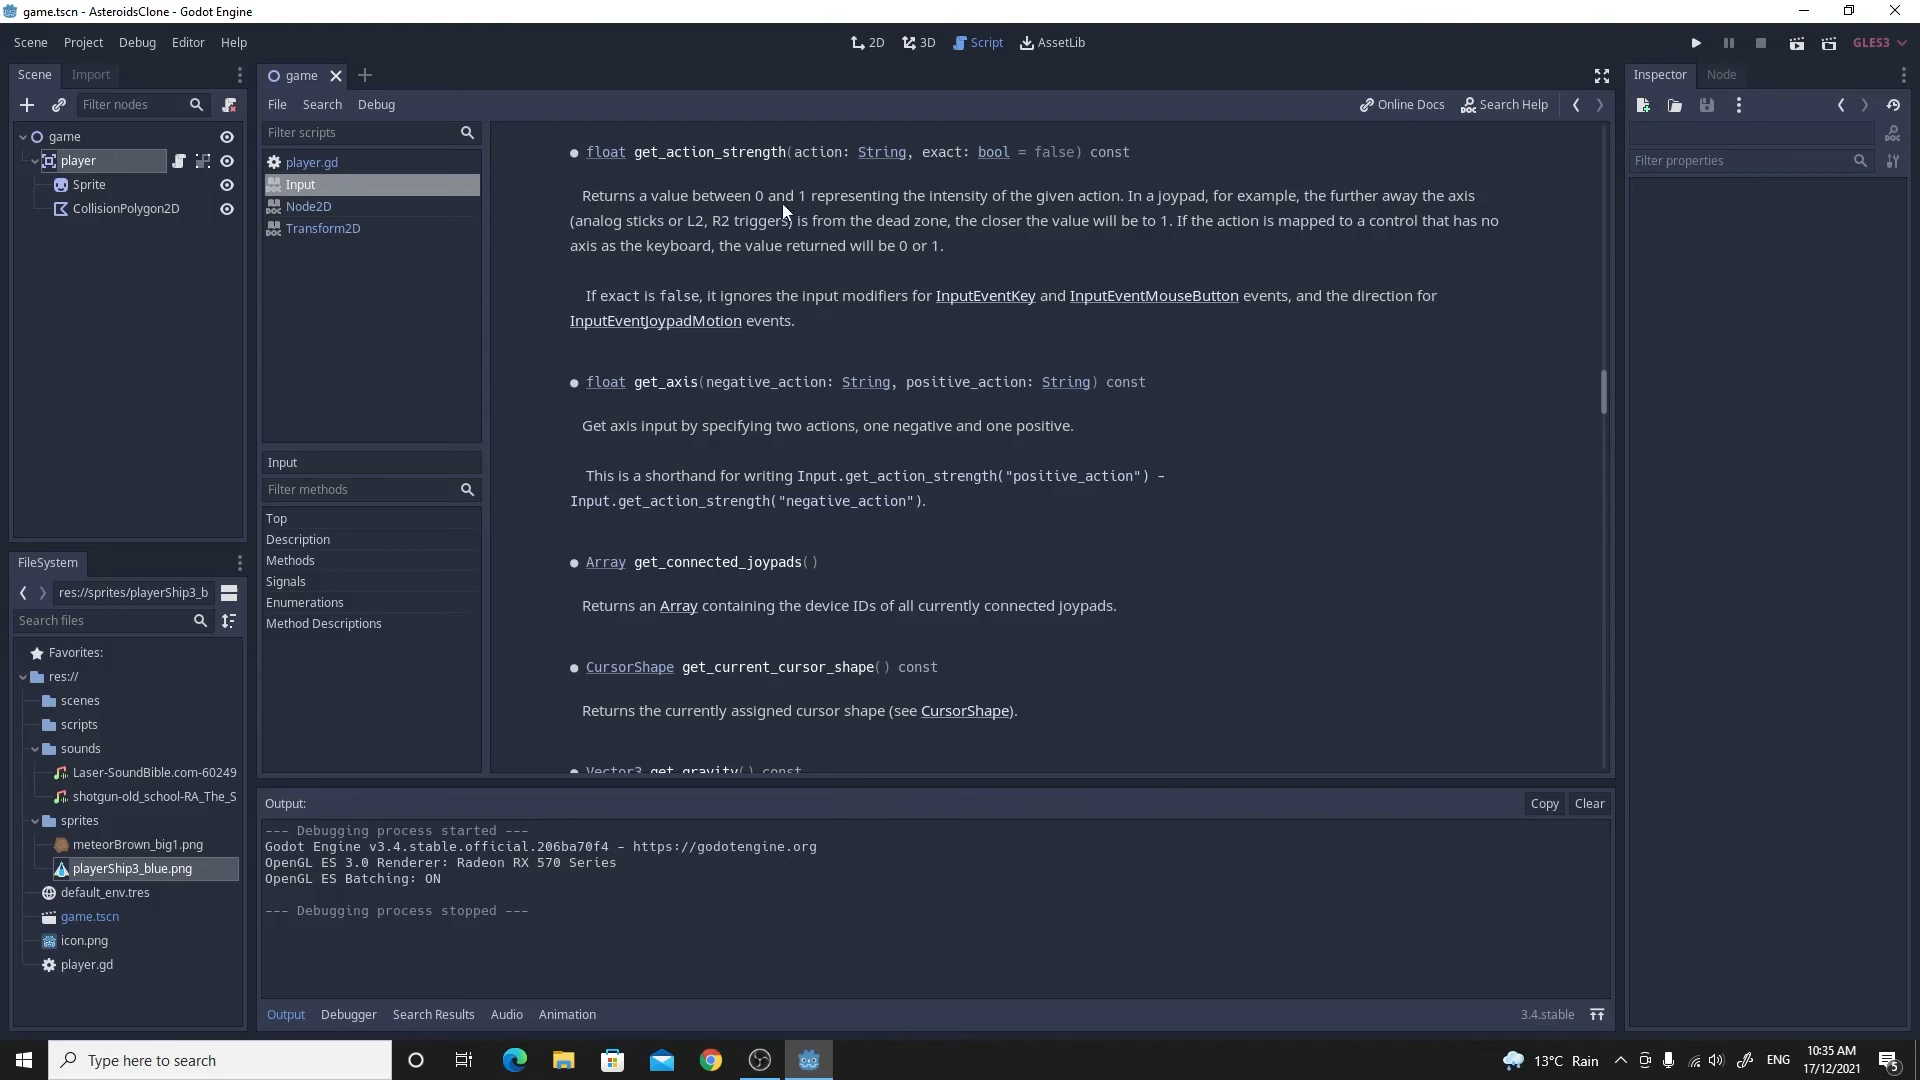 game.tscn - AsteroidsClone - Godot Engine
Scene Project Debug Editor Help
2D 3D Script AssetLib
GLES3
Scene Import
Filter nodes
game
player
Sprite
CollisionPolygon2D
FileSystem
res://sprites/playerShip3_b
Search files
Favorites:
res://
scenes
scripts
sounds
Laser-SoundBible.com-60249
shotgun-old_school-RA_The_S
sprites
meteorBrown_big1.png
playerShip3_blue.png
default_env.tres
game.tscn
icon.png
player.gd
game
File Search Debug
Online Docs Search Help
Filter scripts
player.gd
Input
Node2D
Transform2D
Input
Filter methods
Top
Description
Methods
Signals
Enumerations
Method Descriptions
● float get_action_strength(action: String, exact: bool = false) const
Returns a value between 0 and 1 representing the intensity of the given action. In a joypad, for example, the further away the axis
(analog sticks or L2, R2 triggers) is from the dead zone, the closer the value will be to 1. If the action is mapped to a control that has no
axis as the keyboard, the value returned will be 0 or 1.
If exact is false, it ignores the input modifiers for InputEventKey and InputEventMouseButton events, and the direction for
InputEventJoypadMotion events.
● float get_axis(negative_action: String, positive_action: String) const
Get axis input by specifying two actions, one negative and one positive.
This is a shorthand for writing Input.get_action_strength("positive_action") -
Input.get_action_strength("negative_action").
● Array get_connected_joypads()
Returns an Array containing the device IDs of all currently connected joypads.
● CursorShape get_current_cursor_shape() const
Returns the currently assigned cursor shape (see CursorShape).
● Vector3 get_gravity() const
Output:
Copy Clear
--- Debugging process started ---
Godot Engine v3.4.stable.official.206ba70f4 - https://godotengine.org
OpenGL ES 3.0 Renderer: Radeon RX 570 Series
OpenGL ES Batching: ON
--- Debugging process stopped ---
Output Debugger Search Results Audio Animation
3.4.stable
Inspector Node
Filter properties
Type here to search
13°C Rain
ENG
10:35 AM
17/12/2021
5